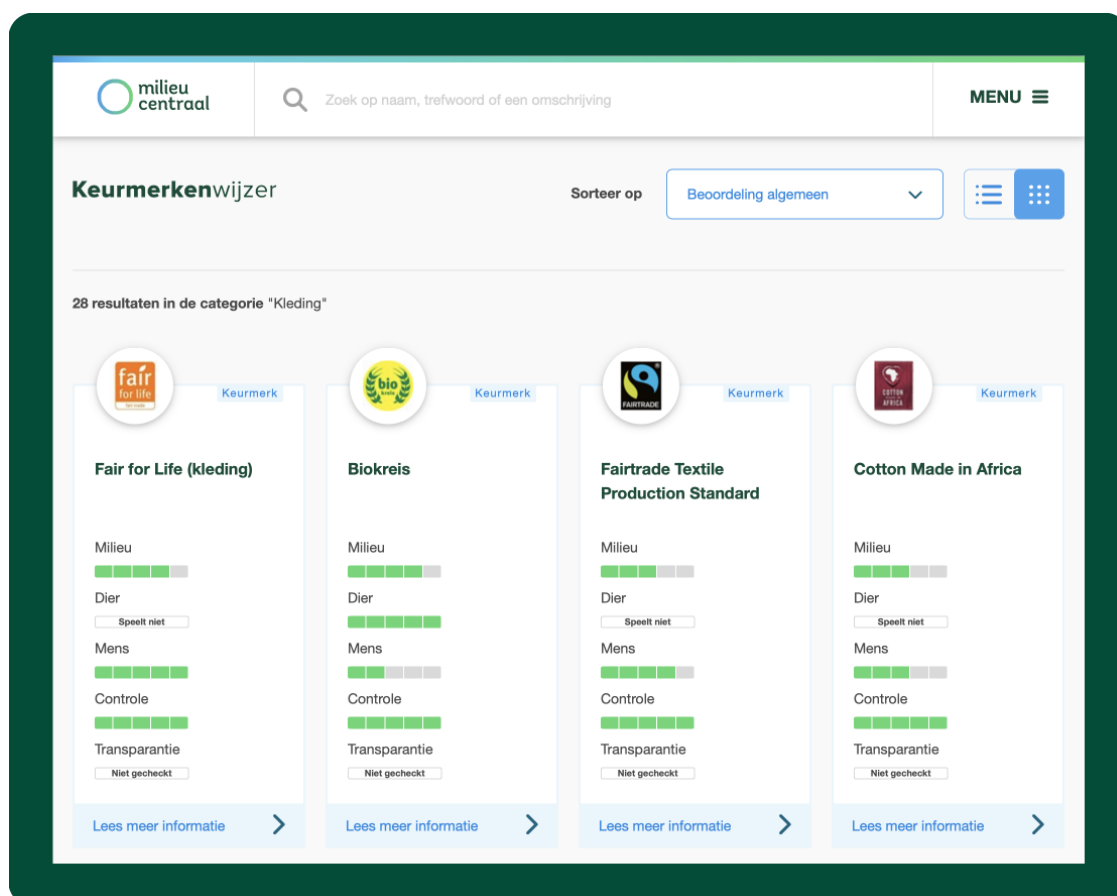 milieu
centraal
Zoek op naam, trefwoord of een omschrijving
MENU
Keurmerkenwijzer
Sorteer op
Beoordeling algemeen
28 resultaten in de categorie "Kleding"
fair
for life
Keurmerk
Fair for Life (kleding)
Milieu
Dier
Speelt niet
Mens
Controle
Transparantie
Niet gecheckt
Lees meer informatie
bio
kreis
Keurmerk
Biokreis
Milieu
Dier
Mens
Controle
Transparantie
Niet gecheckt
Lees meer informatie
FAIRTRADE
Keurmerk
Fairtrade Textile
Production Standard
Milieu
Dier
Speelt niet
Mens
Controle
Transparantie
Niet gecheckt
Lees meer informatie
COTTON
AFRICA
Keurmerk
Cotton Made in Africa
Milieu
Dier
Speelt niet
Mens
Controle
Transparantie
Niet gecheckt
Lees meer informatie